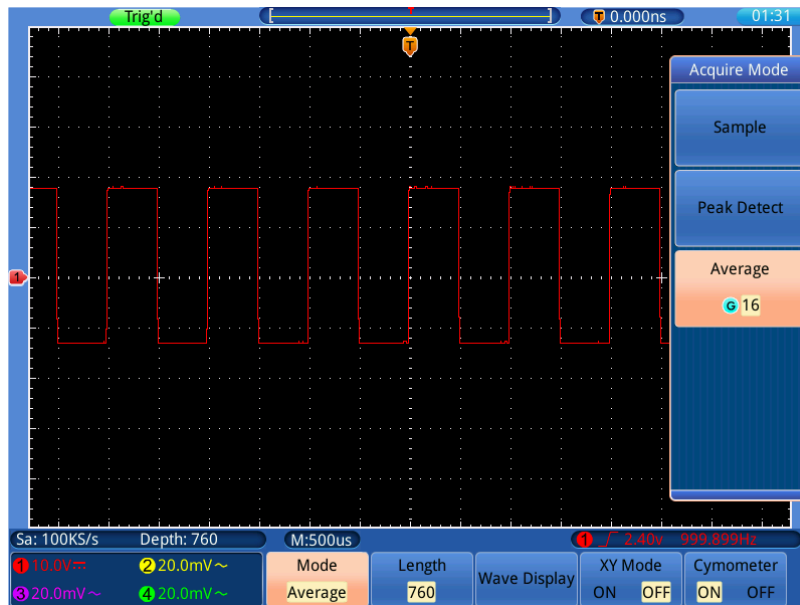 Trig'd
T 0.000ns
01:31
T
Acquire Mode
Sample
Peak Detect
Average
G 16
1
Sa: 100KS/s Depth: 760 M:500us 1 2.40v 999.899Hz
1 10.0V 2 20.0mV
3 20.0mV 4 20.0mV
Mode
Average
Length
760
Wave Display
XY Mode
ON OFF
Cymometer
ON OFF